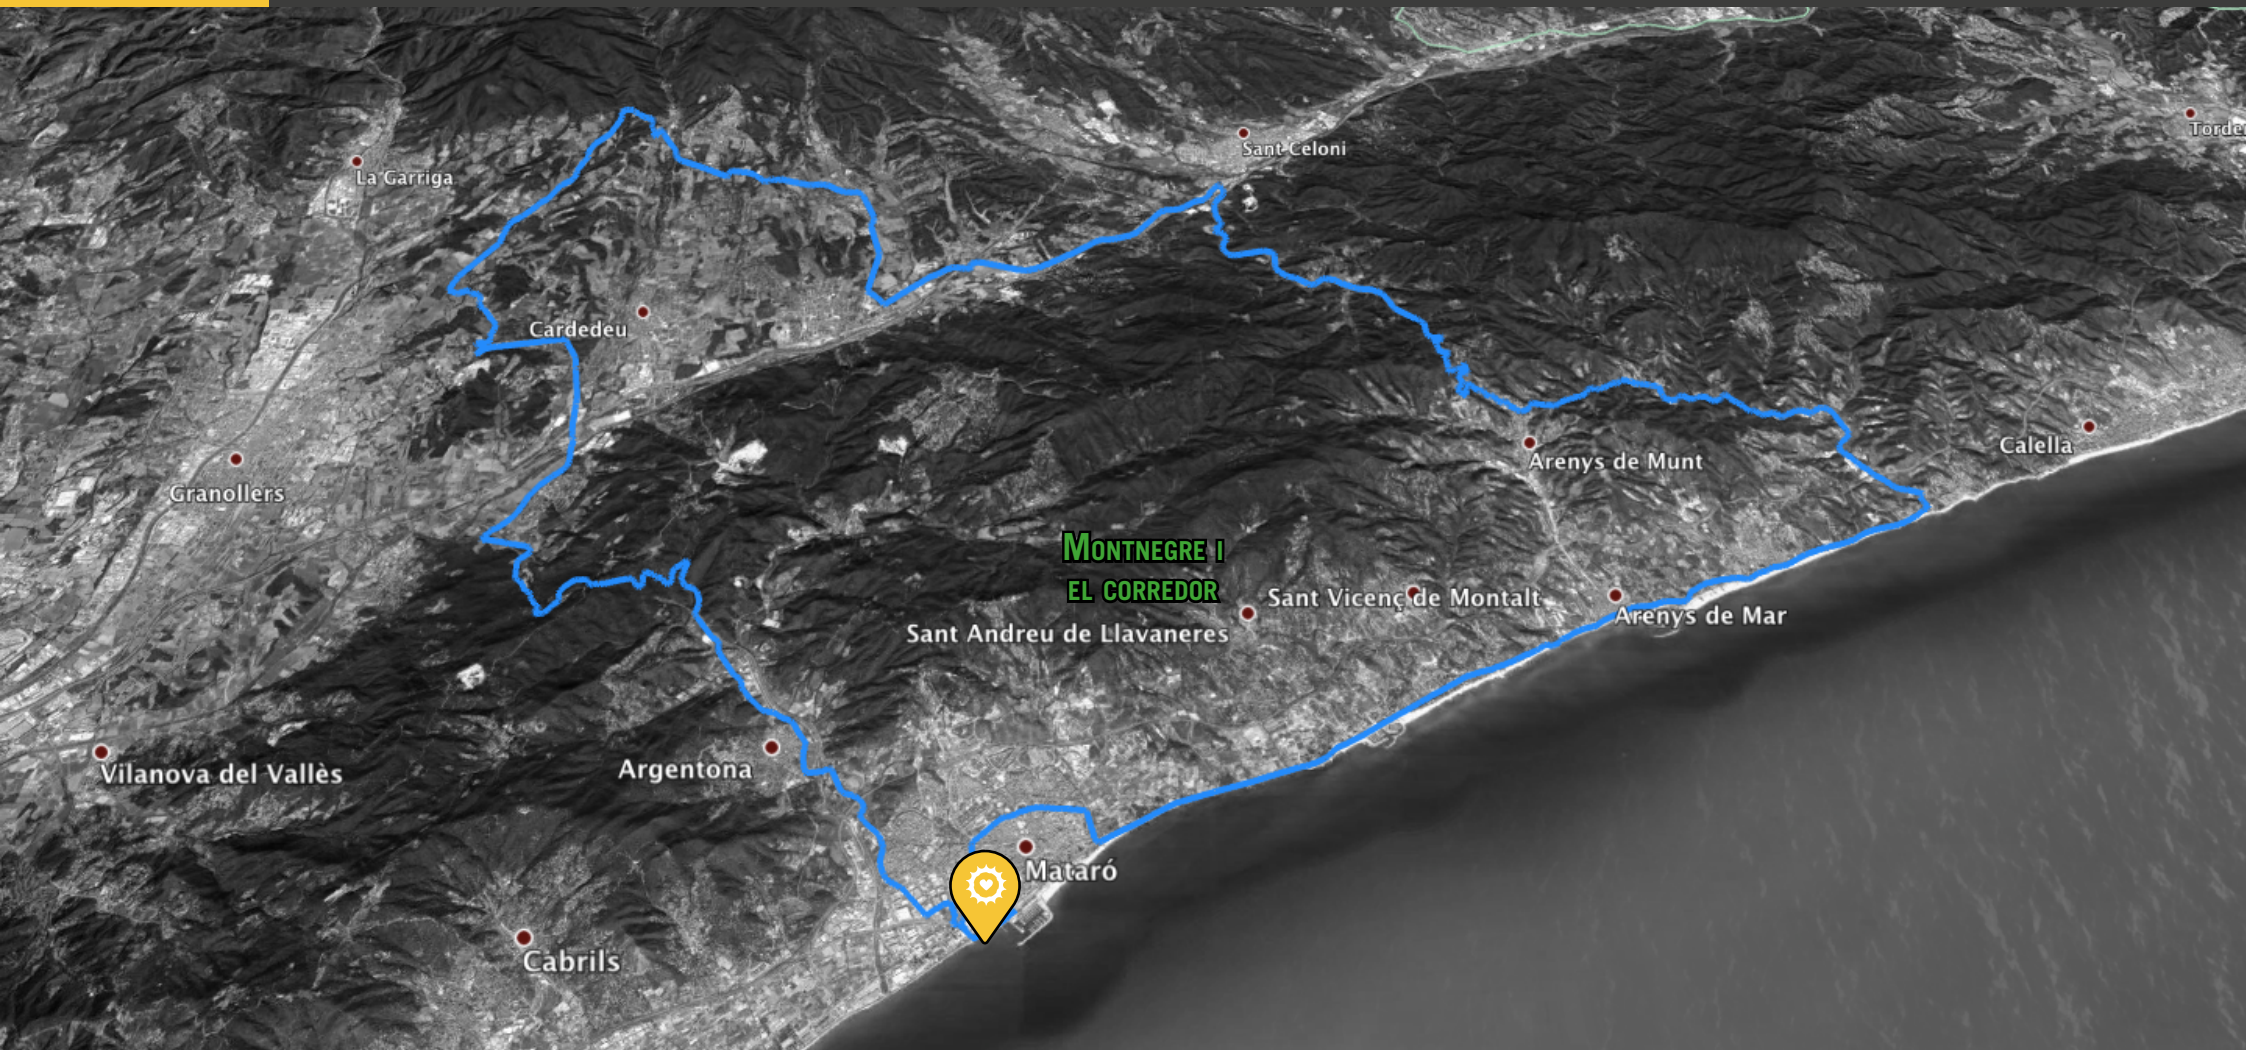 Sant Celoni
Torde
La Garriga
Cardedeu
Calella
Arenys de Munt
Granollers
Montnegre i
el corredor
Sant Vicenç de Montalt
Arenys de Mar
Sant Andreu de Llavaneres
Vilanova del Vallès
Argentona
Mataró
Cabrils